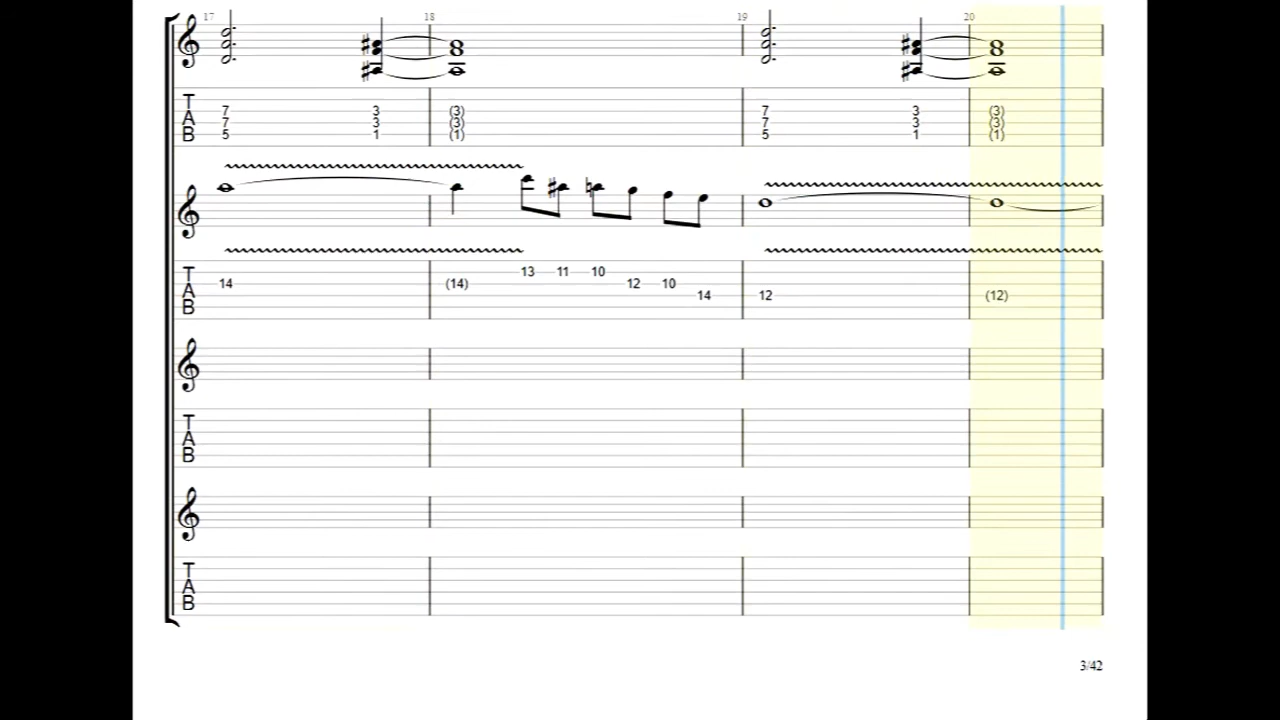 17 18 19 20
T
A
B
7 3 (3) 7 3 (3)
7 3 (3) 7 3 (3)
5 1 (1) 5 1 (1)
T
A
B
13 11 10
14 (14) 12 10
14 12 (12)
T
A
B
T
A
B
3/42